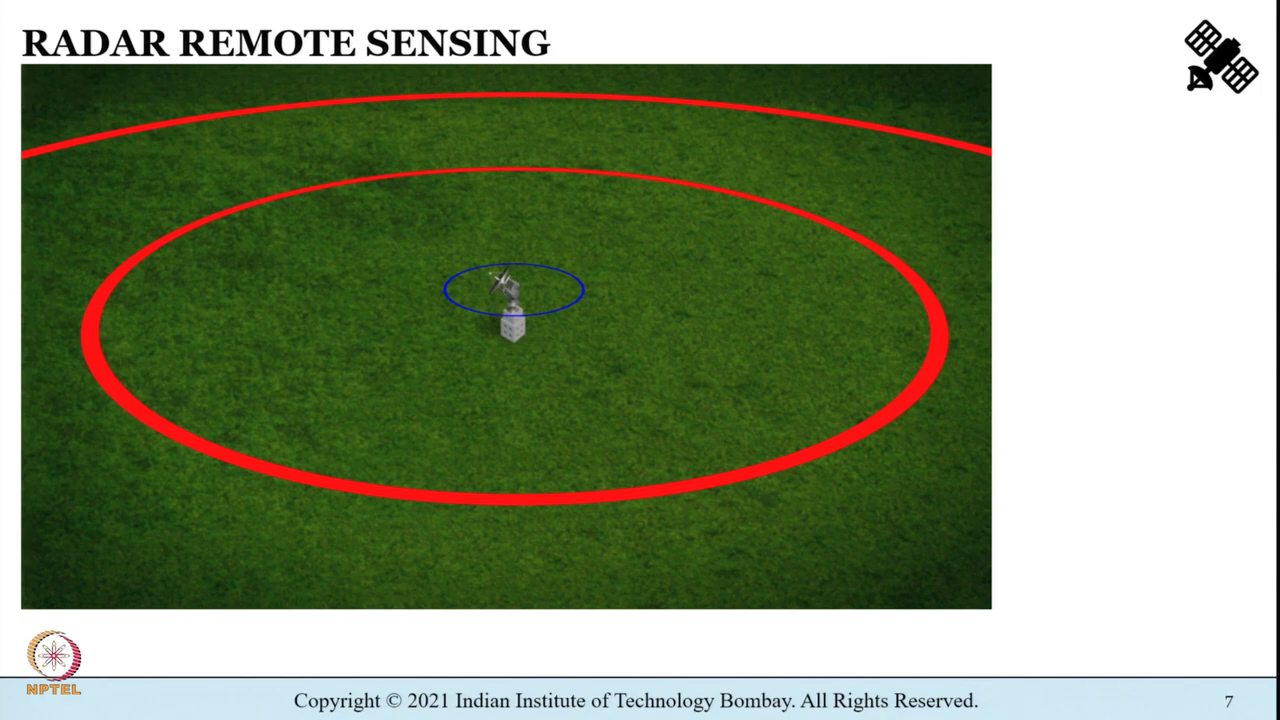 RADAR REMOTE SENSING
NPTEL
Copyright © 2021 Indian Institute of Technology Bombay. All Rights Reserved.
7